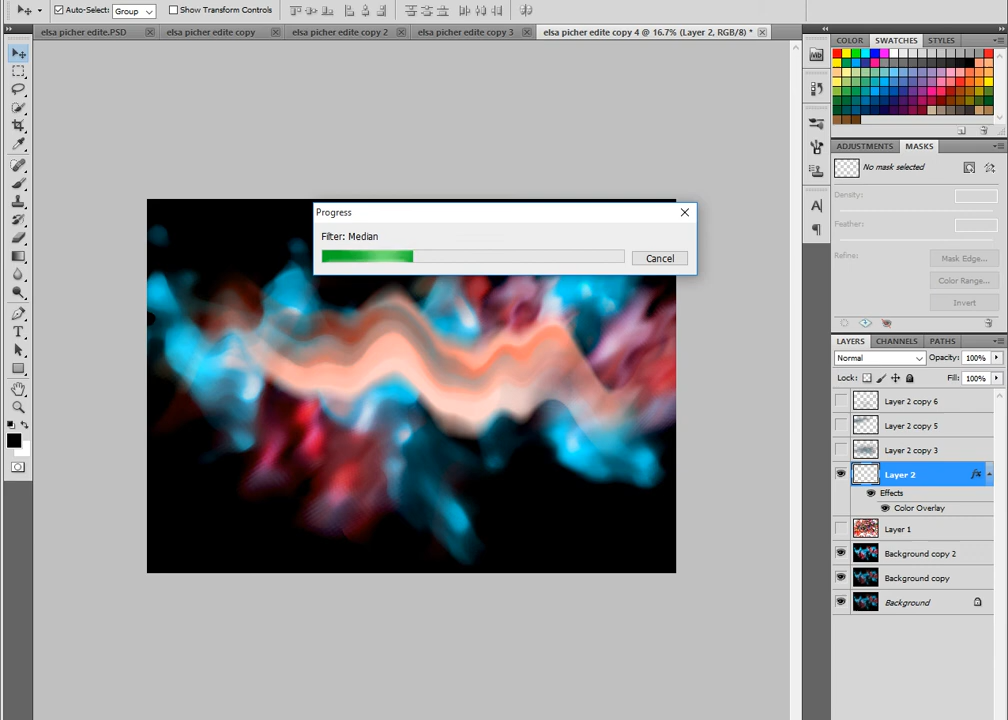 Auto-Select: Group Show Transform Controls
elsa picher edite.PSD elsa picher edite copy elsa picher edite copy 2 elsa picher edite copy 3 elsa picher edite copy 4 @ 16.7% (Layer 2, RGB/8) *
COLOR SWATCHES STYLES
ADJUSTMENTS MASKS
No mask selected
Density:
Feather:
Refine:
Mask Edge...
Color Range...
Invert
Progress
Filter: Median
Cancel
LAYERS CHANNELS PATHS
Normal Opacity: 100%
Lock: Fill: 100%
Layer 2 copy 6
Layer 2 copy 5
Layer 2 copy 3
Layer 2 fx
Effects
Color Overlay
Layer 1
Background copy 2
Background copy
Background